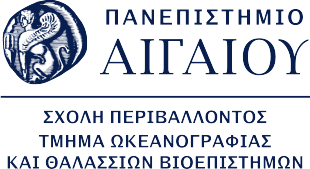 ΠΑΝΕΠΙΣΤΗΜΙΟ
ΑΙΓΑΙΟΥ
ΣΧΟΛΗ ΠΕΡΙΒΑΛΛΟΝΤΟΣ
ΤΜΗΜΑ ΩΚΕΑΝΟΓΡΑΦΙΑΣ
ΚΑΙ ΘΑΛΑΣΣΙΩΝ ΒΙΟΕΠΙΣΤΗΜΩΝ